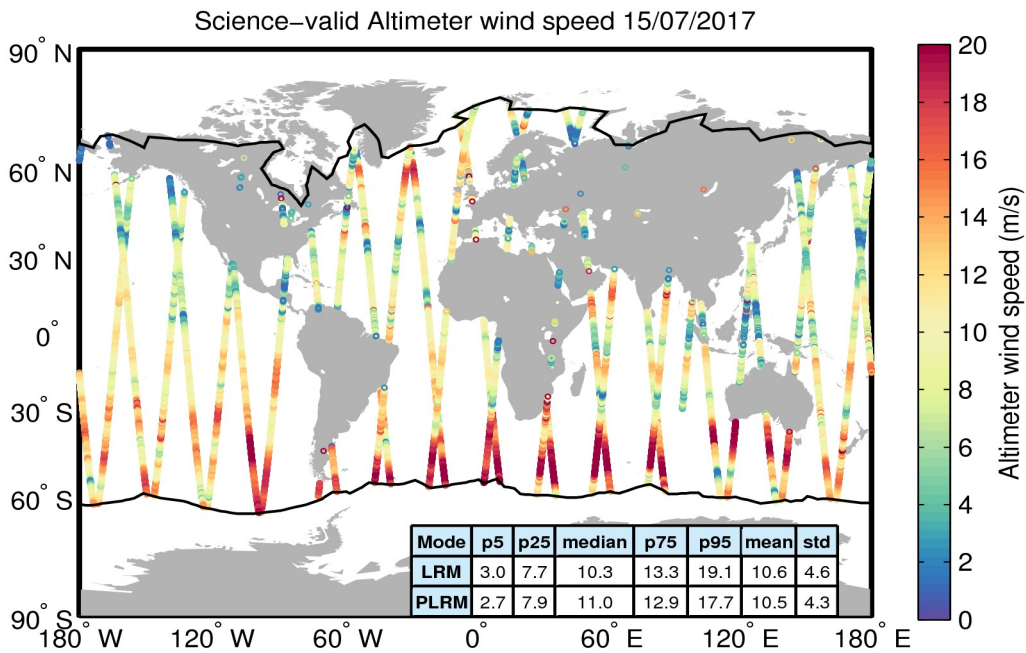 Science−valid Altimeter wind speed 15/07/2017
90° N
60° N
30° N
0°
30° S
60° S
90° S
180° W
120° W
60° W
0°
60° E
120° E
180° E
Mode p5 p25 median p75 p95 mean std
LRM 3.0 7.7 10.3 13.3 19.1 10.6 4.6
PLRM 2.7 7.9 11.0 12.9 17.7 10.5 4.3
20
18
16
14
12
10
8
6
4
2
0
Altimeter wind speed (m/s)